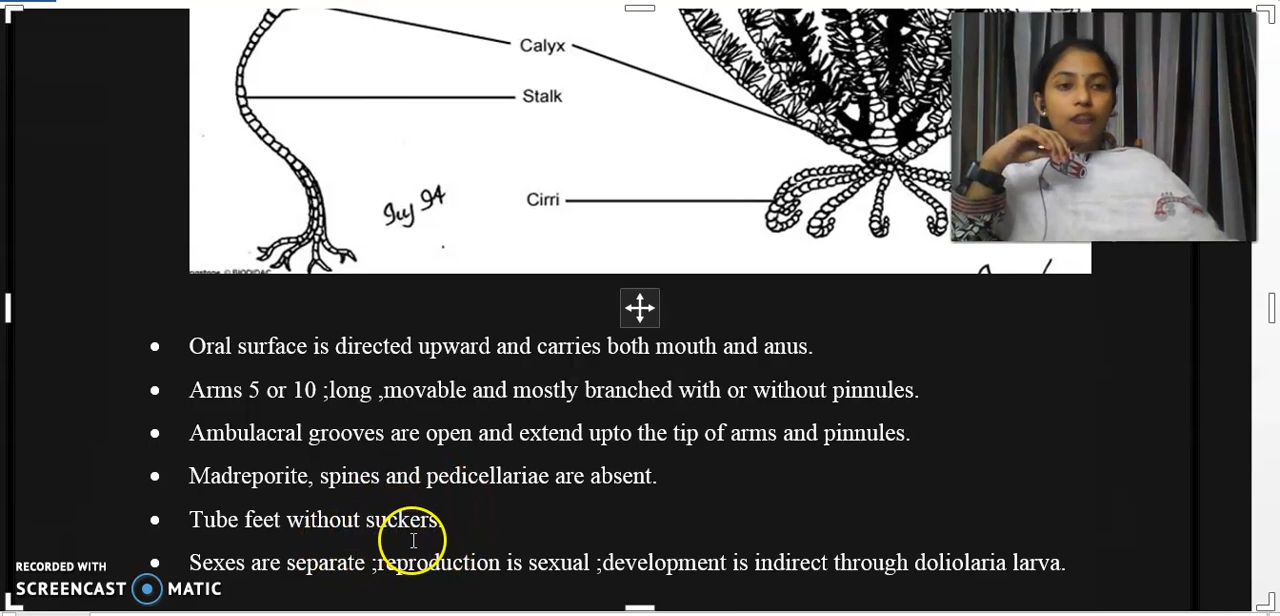 Calyx
Stalk
Cirri
Oral surface is directed upward and carries both mouth and anus.
Arms 5 or 10 ;long ,movable and mostly branched with or without pinnules.
Ambulacral grooves are open and extend upto the tip of arms and pinnules.
Madreporite, spines and pedicellariae are absent.
Tube feet without suckers.
Sexes are separate ;reproduction is sexual ;development is indirect through doliolaria larva.
RECORDED WITH
SCREENCAST MATIC